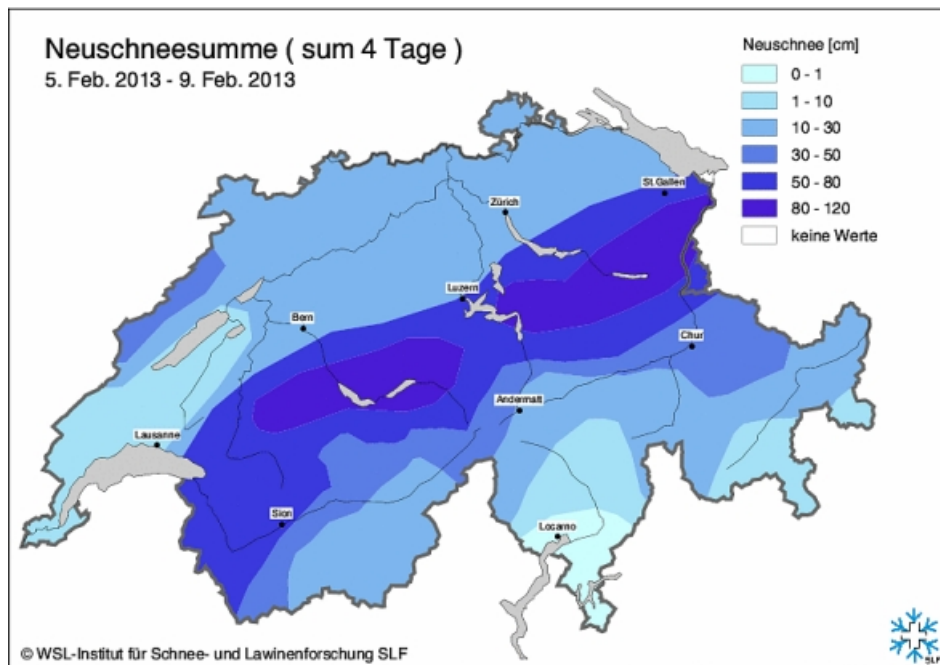 Neuschneesumme ( sum 4 Tage )
5. Feb. 2013 - 9. Feb. 2013
Neuschnee [cm]
0 - 1
1 - 10
10 - 30
30 - 50
50 - 80
80 - 120
keine Werte
St.Gallen
Zürich
Luzern
Bern
Chur
Andermatt
Lausanne
Sion
Locarno
© WSL-Institut für Schnee- und Lawinenforschung SLF
SLF